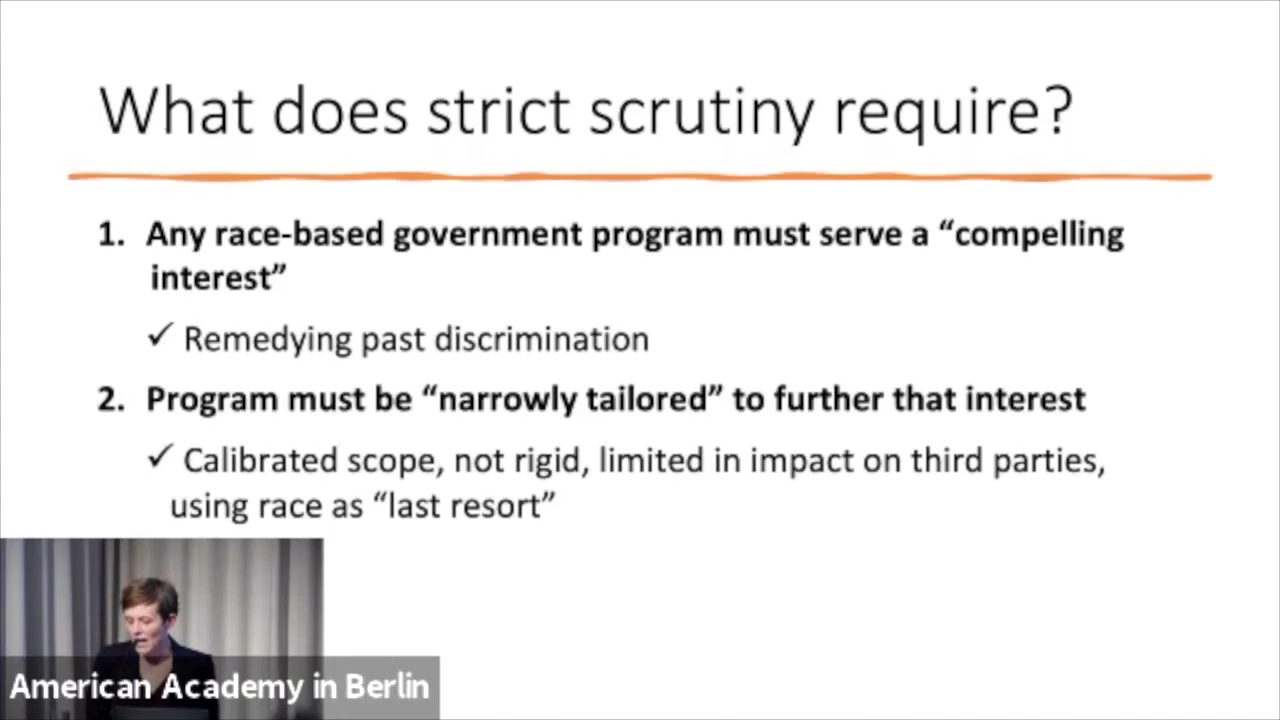 What does strict scrutiny require?
1. Any race-based government program must serve a “compelling
interest”
✓ Remedying past discrimination
2. Program must be “narrowly tailored” to further that interest
✓ Calibrated scope, not rigid, limited in impact on third parties,
using race as “last resort”
American Academy in Berlin